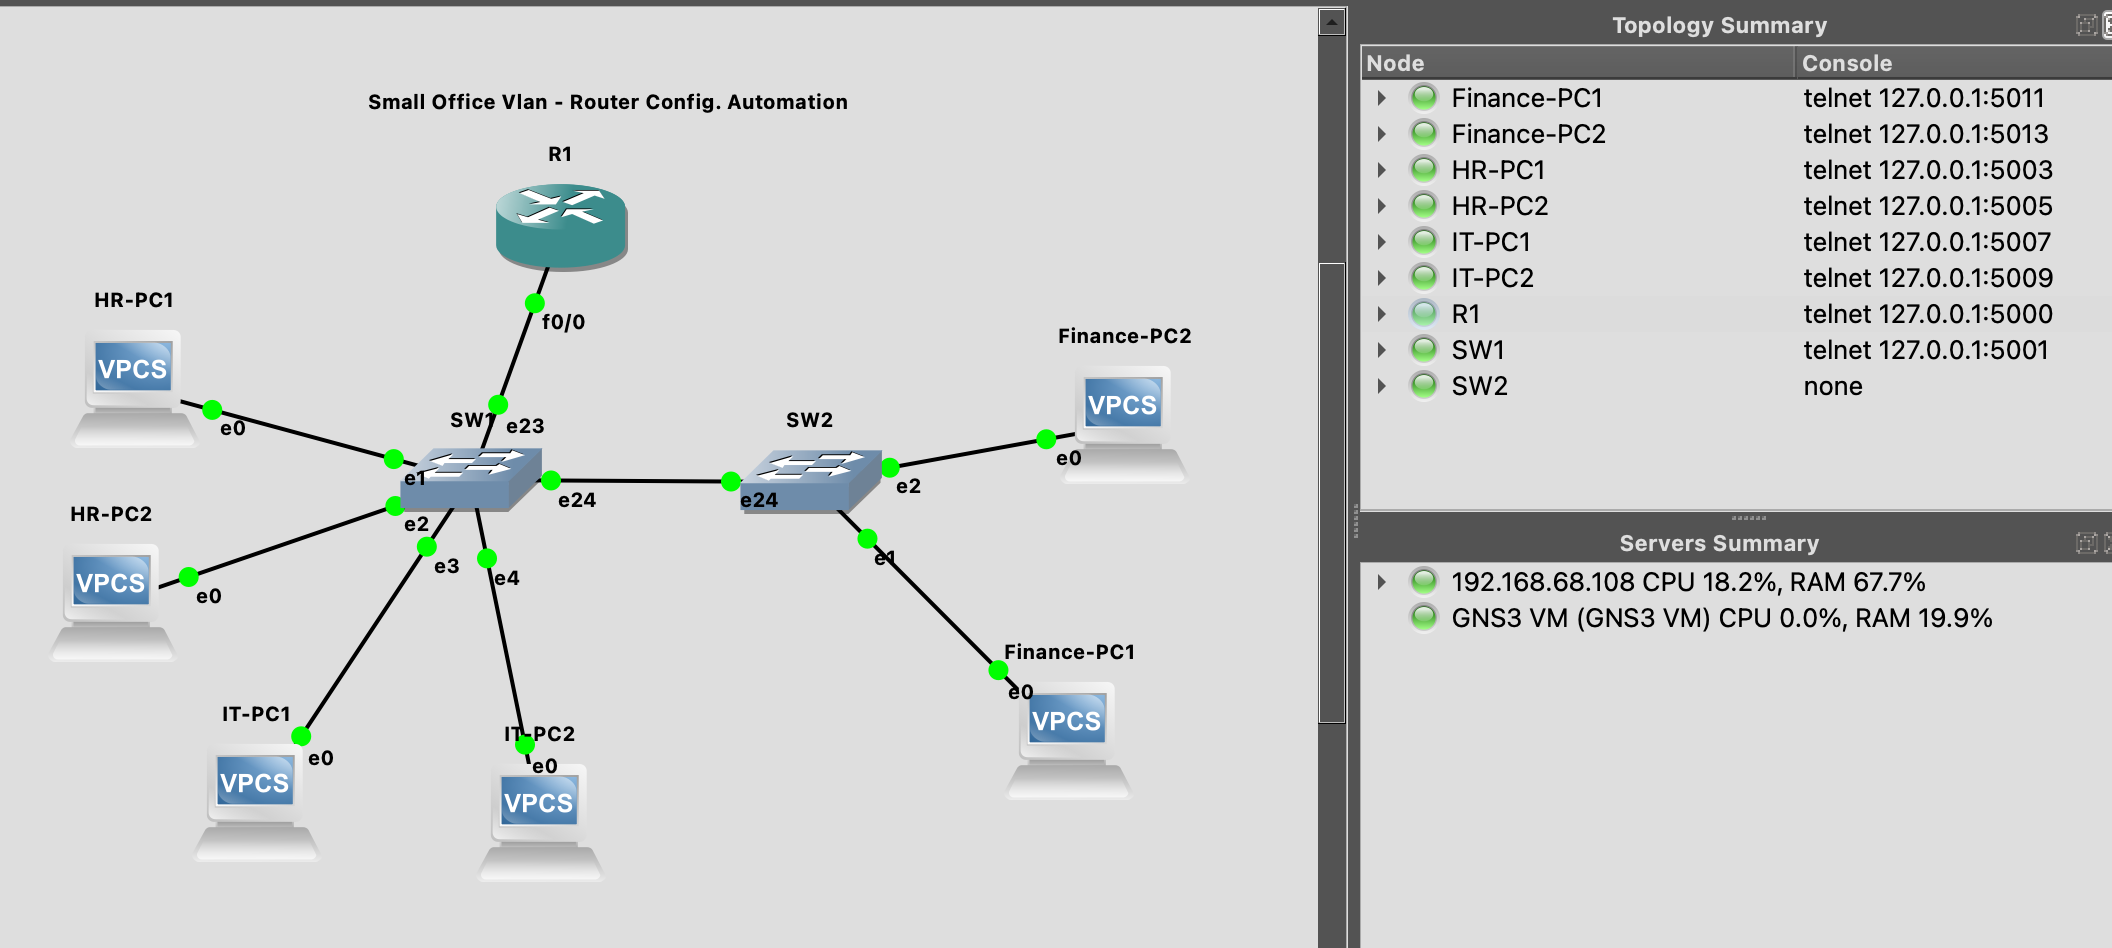 Small Office Vlan - Router Config. Automation
R1
f0/0
HR-PC1
VPCS
e0
SW1
e23
e1
e24
SW2
e24
e2
Finance-PC2
VPCS
e0
HR-PC2
VPCS
e0
e2
e3
e4
e1
IT-PC1
VPCS
e0
IT-PC2
e0
VPCS
Finance-PC1
e0
VPCS
Topology Summary
Node Console
Finance-PC1 telnet 127.0.0.1:5011
Finance-PC2 telnet 127.0.0.1:5013
HR-PC1 telnet 127.0.0.1:5003
HR-PC2 telnet 127.0.0.1:5005
IT-PC1 telnet 127.0.0.1:5007
IT-PC2 telnet 127.0.0.1:5009
R1 telnet 127.0.0.1:5000
SW1 telnet 127.0.0.1:5001
SW2 none
Servers Summary
192.168.68.108 CPU 18.2%, RAM 67.7%
GNS3 VM (GNS3 VM) CPU 0.0%, RAM 19.9%